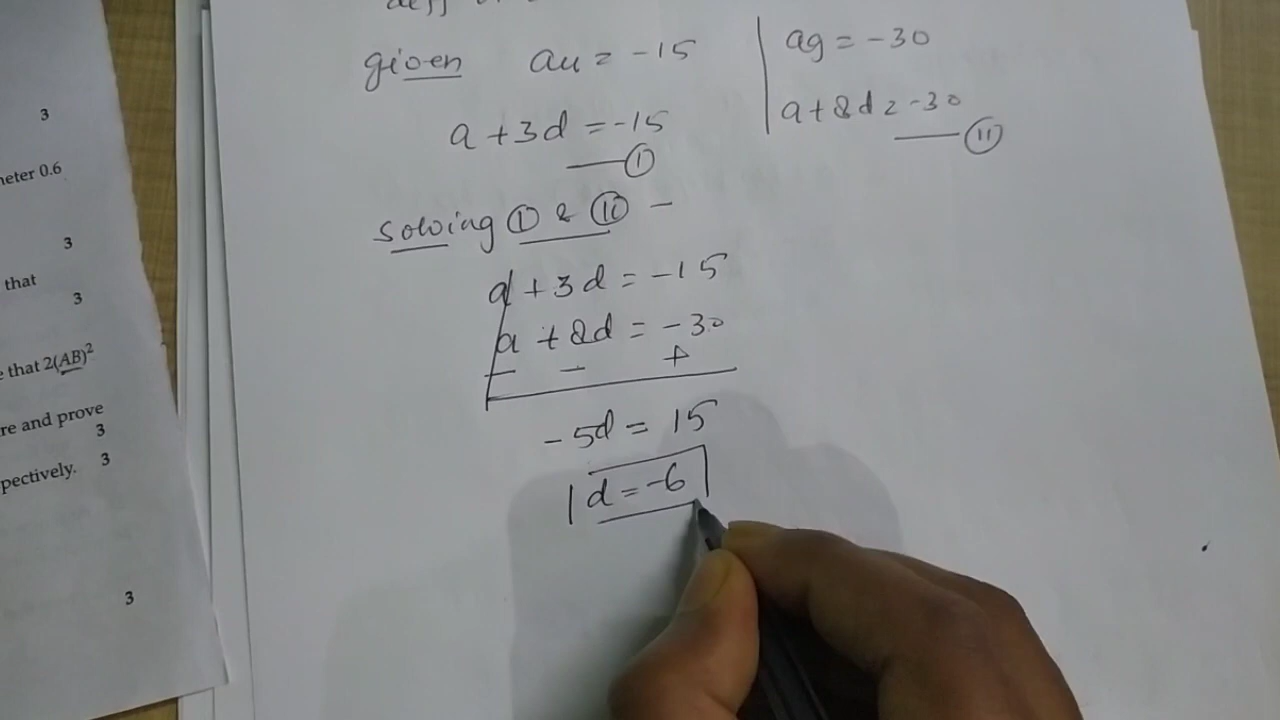 given a4 = -15
a + 3d = -15
—— (I)
a9 = -30
a + 8d = -30
—— (II)
solving (I) & (II) -
a + 3d = -15
a + 8d = -30
- - +
-5d = 15
d = -6
3
meter 0.6
3
that
3
that 2(AB)²
re and prove
3
pectively. 3
3